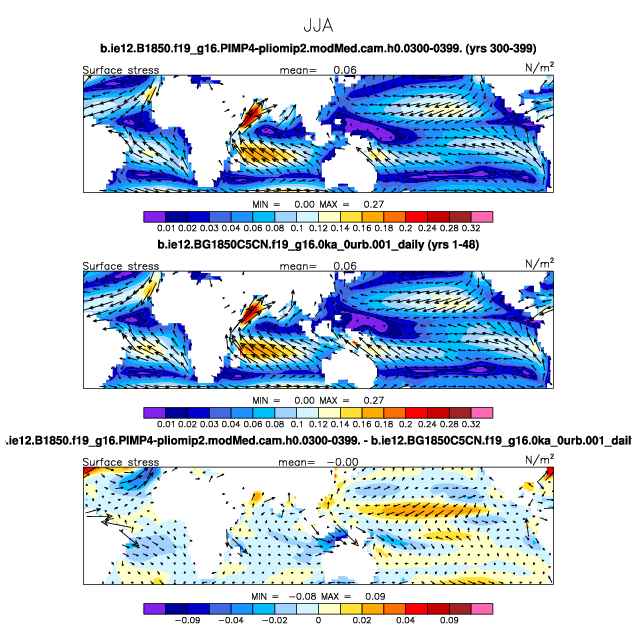 JJA
b.ie12.B1850.f19_g16.PIMP4-pliomip2.modMed.cam.h0.0300-0399. (yrs 300-399)
Surface stress mean= 0.06 N/m²
MIN = 0.00 MAX = 0.27
0.01 0.02 0.03 0.04 0.06 0.08 0.1 0.12 0.14 0.16 0.18 0.2 0.24 0.28 0.32
b.ie12.BG1850C5CN.f19_g16.0ka_0urb.001_daily (yrs 1-48)
Surface stress mean= 0.06 N/m²
MIN = 0.00 MAX = 0.27
0.01 0.02 0.03 0.04 0.06 0.08 0.1 0.12 0.14 0.16 0.18 0.2 0.24 0.28 0.32
.ie12.B1850.f19_g16.PIMP4-pliomip2.modMed.cam.h0.0300-0399. - b.ie12.BG1850C5CN.f19_g16.0ka_0urb.001_dail
Surface stress mean= -0.00 N/m²
MIN = -0.08 MAX = 0.09
-0.09 -0.04 -0.02 0 0.02 0.04 0.09